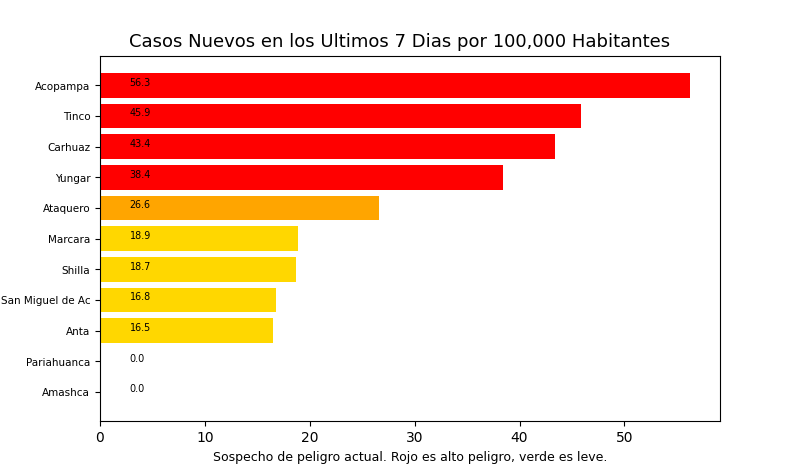 Casos Nuevos en los Ultimos 7 Dias por 100,000 Habitantes
Acopampa 56.3
Tinco 45.9
Carhuaz 43.4
Yungar 38.4
Ataquero 26.6
Marcara 18.9
Shilla 18.7
San Miguel de Ac 16.8
Anta 16.5
Pariahuanca 0.0
Amashca 0.0
0 10 20 30 40 50
Sospecho de peligro actual. Rojo es alto peligro, verde es leve.